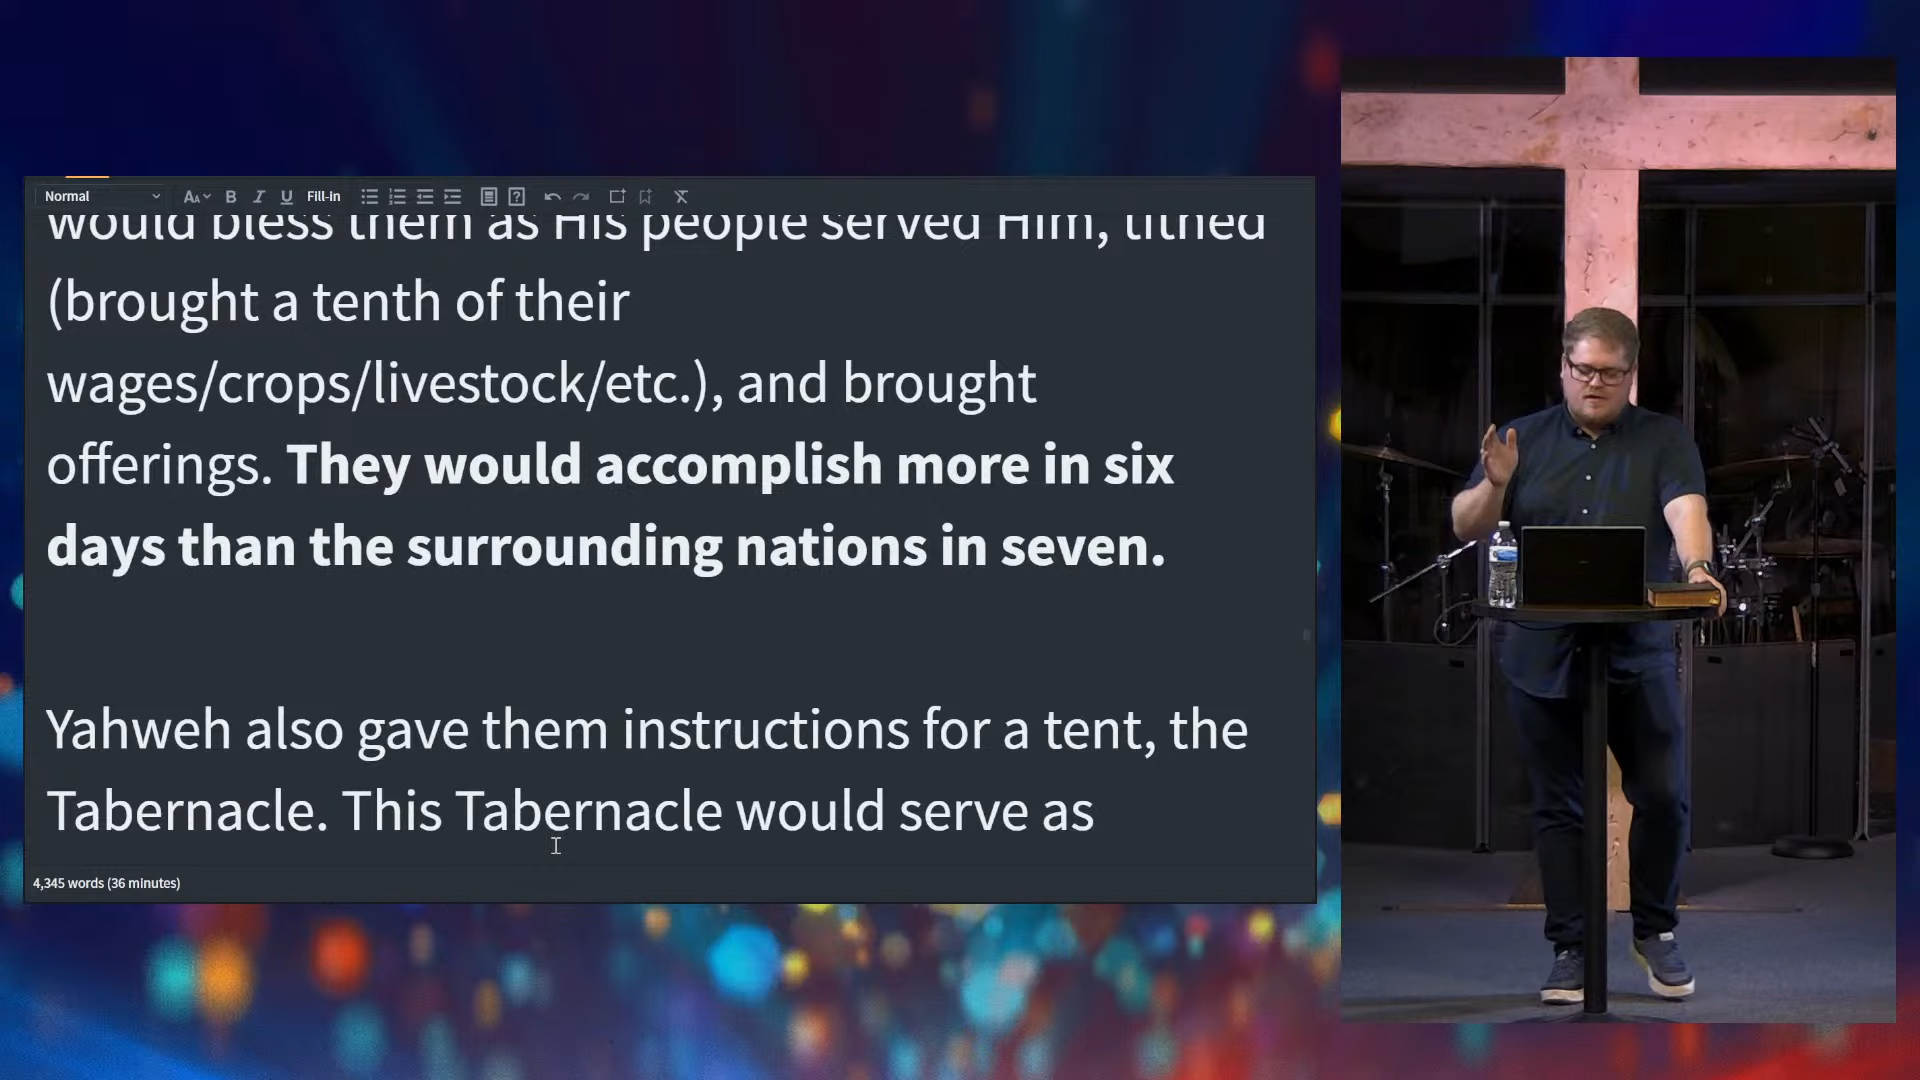 Normal
Fill-in
would bless them as His people served Him, tithed
(brought a tenth of their
wages/crops/livestock/etc.), and brought
offerings. They would accomplish more in six
days than the surrounding nations in seven.
Yahweh also gave them instructions for a tent, the
Tabernacle. This Tabernacle would serve as
4,345 words (36 minutes)